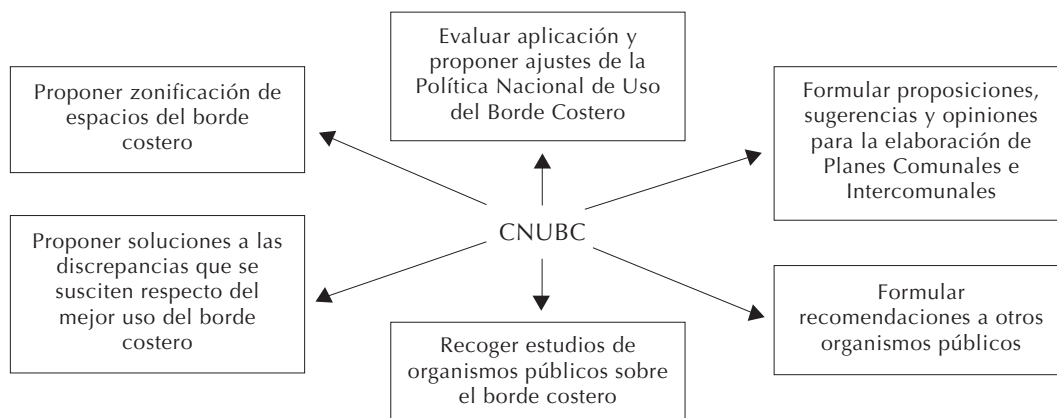 Evaluar aplicación y
proponer ajustes de la
Política Nacional de Uso
del Borde Costero
Proponer zonificación de
espacios del borde
costero
Formular proposiciones,
sugerencias y opiniones
para la elaboración de
Planes Comunales e
Intercomunales
CNUBC
Proponer soluciones a las
discrepancias que se
susciten respecto del
mejor uso del borde
costero
Recoger estudios de
organismos públicos sobre
el borde costero
Formular
recomendaciones a otros
organismos públicos